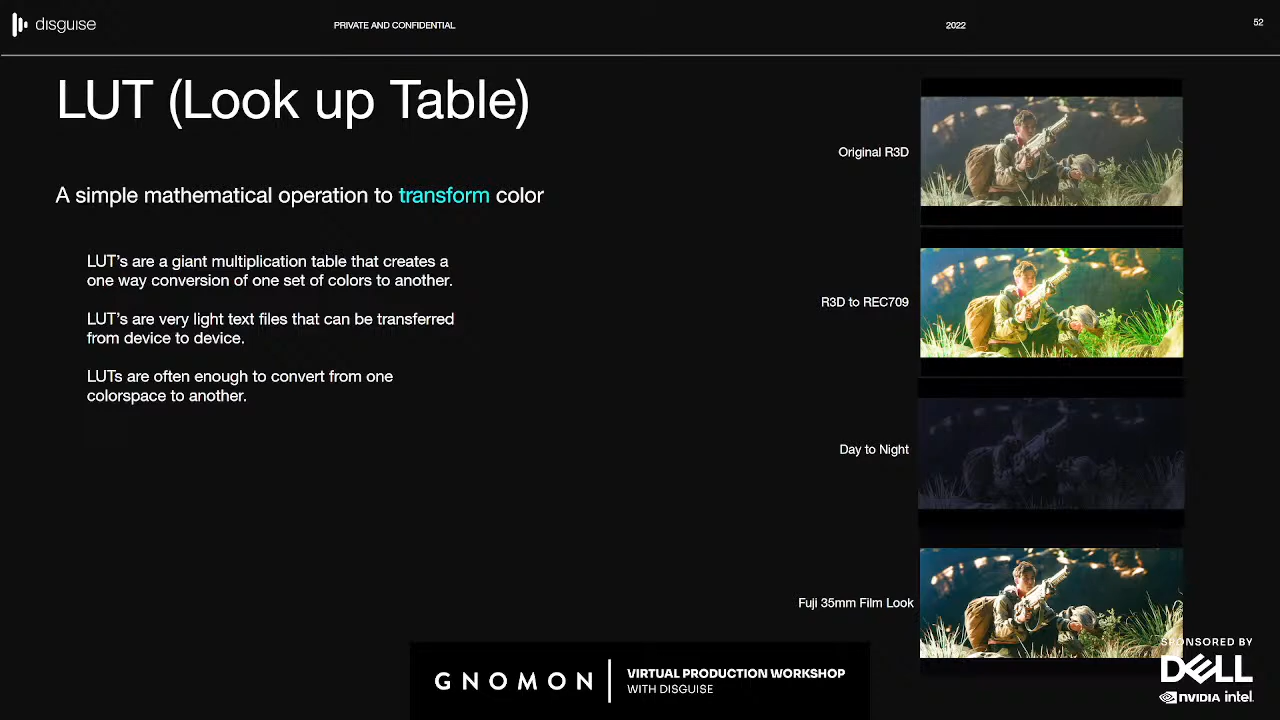 disguise
PRIVATE AND CONFIDENTIAL
2022
52
LUT (Look up Table)
A simple mathematical operation to transform color
LUT's are a giant multiplication table that creates a
one way conversion of one set of colors to another.
LUT's are very light text files that can be transferred
from device to device.
LUTs are often enough to convert from one
colorspace to another.
Original R3D
R3D to REC709
Day to Night
Fuji 35mm Film Look
GNOMON
VIRTUAL PRODUCTION WORKSHOP
WITH DISGUISE
SPONSORED BY
DELL
NVIDIA intel.